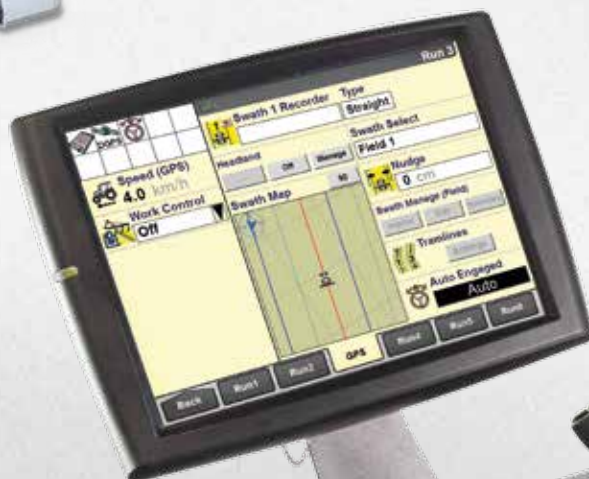 Run 3
DGPS
Swath 1 Recorder
Type
Straight
Speed (GPS)
4.0 km/h
Headland
Off
Manage
Swath Select
Field 1
Work Control
Off
Swath Map
50
Nudge
0 cm
Swath Manage (Field)
Tramlines
Auto Engaged
Auto
Back
Run1
Run2
GPS
Run4
Run5
Run6